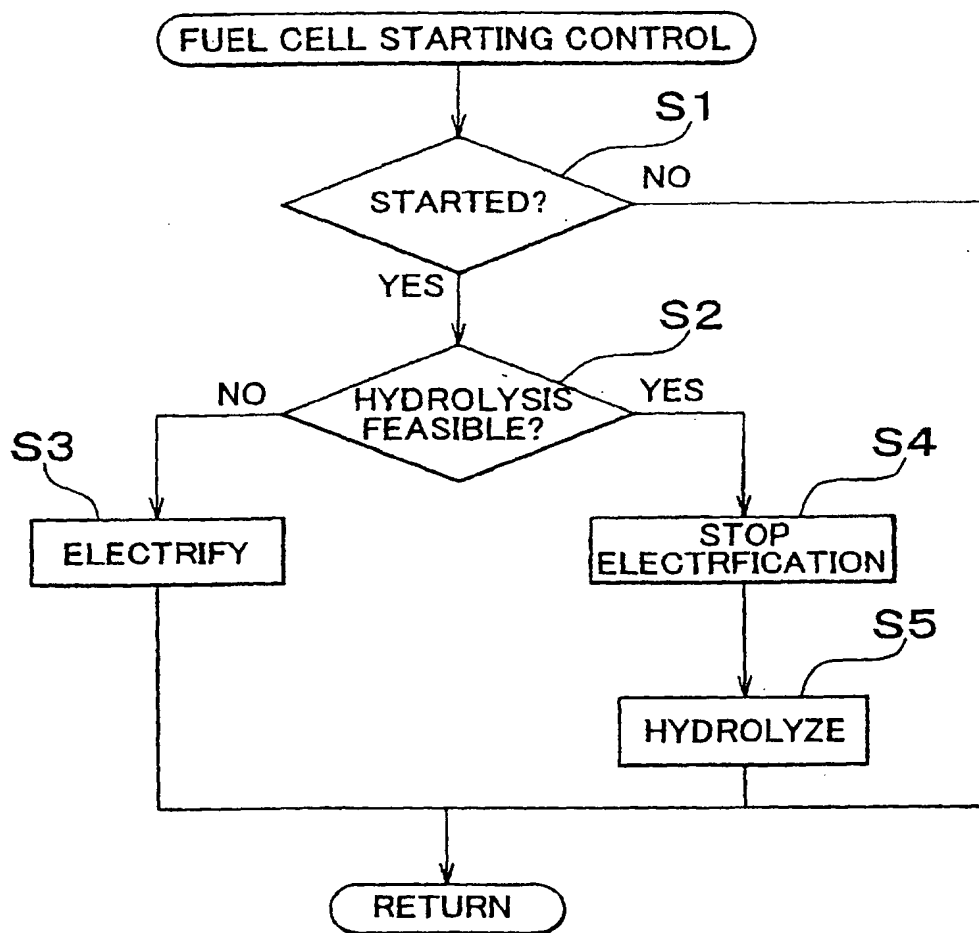 FUEL CELL STARTING CONTROL
S1
STARTED?
NO
YES
S2
HYDROLYSIS
FEASIBLE?
NO
YES
S3
S4
ELECTRIFY
STOP
ELECTRFICATION
S5
HYDROLYZE
RETURN